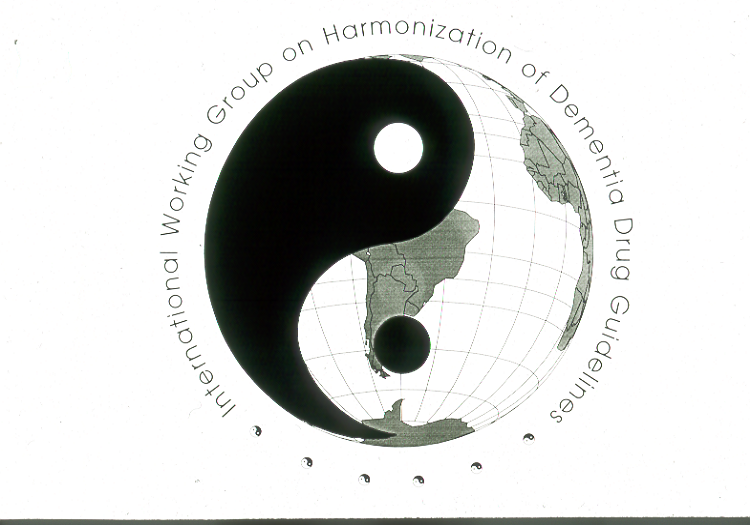 International Working Group on Harmonization of Dementia Drug Guidelines